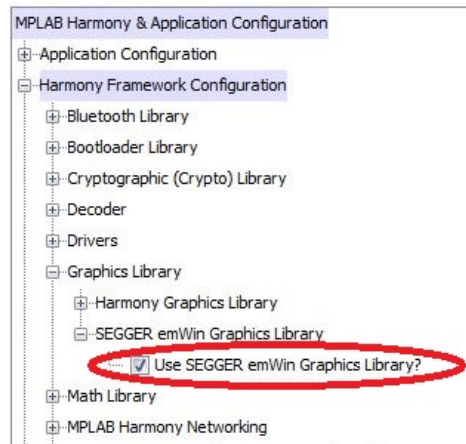 MPLAB Harmony & Application Configuration
Application Configuration
Harmony Framework Configuration
Bluetooth Library
Bootloader Library
Cryptographic (Crypto) Library
Decoder
Drivers
Graphics Library
Harmony Graphics Library
SEGGER emWin Graphics Library
Use SEGGER emWin Graphics Library?
Math Library
MPLAB Harmony Networking